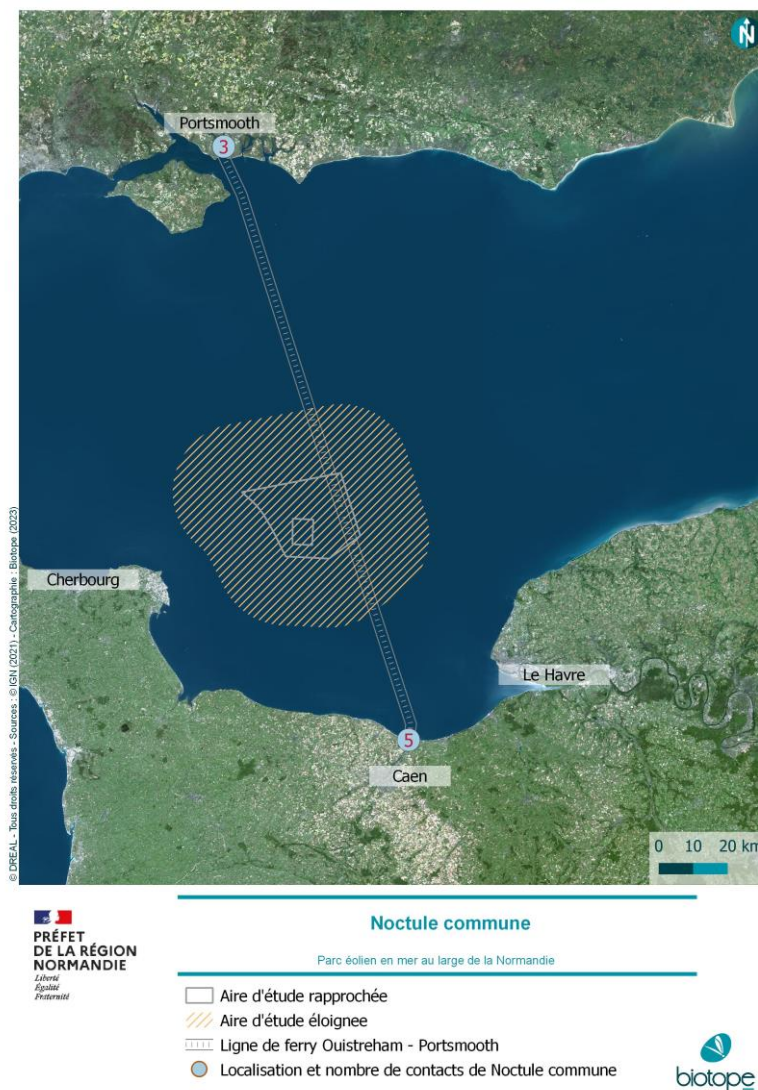 N
Portsmooth
3
Cherbourg
Le Havre
5
Caen
0 10 20 km
© DREAL - Tous droits réservés - Sources : © IGN (2021) - Cartographie : Biotope (2023)
PRÉFET
DE LA RÉGION
NORMANDIE
Liberté
Égalité
Fraternité
Noctule commune
Parc éolien en mer au large de la Normandie
Aire d'étude rapprochée
Aire d'étude éloignee
Ligne de ferry Ouistreham - Portsmooth
Localisation et nombre de contacts de Noctule commune
biotope